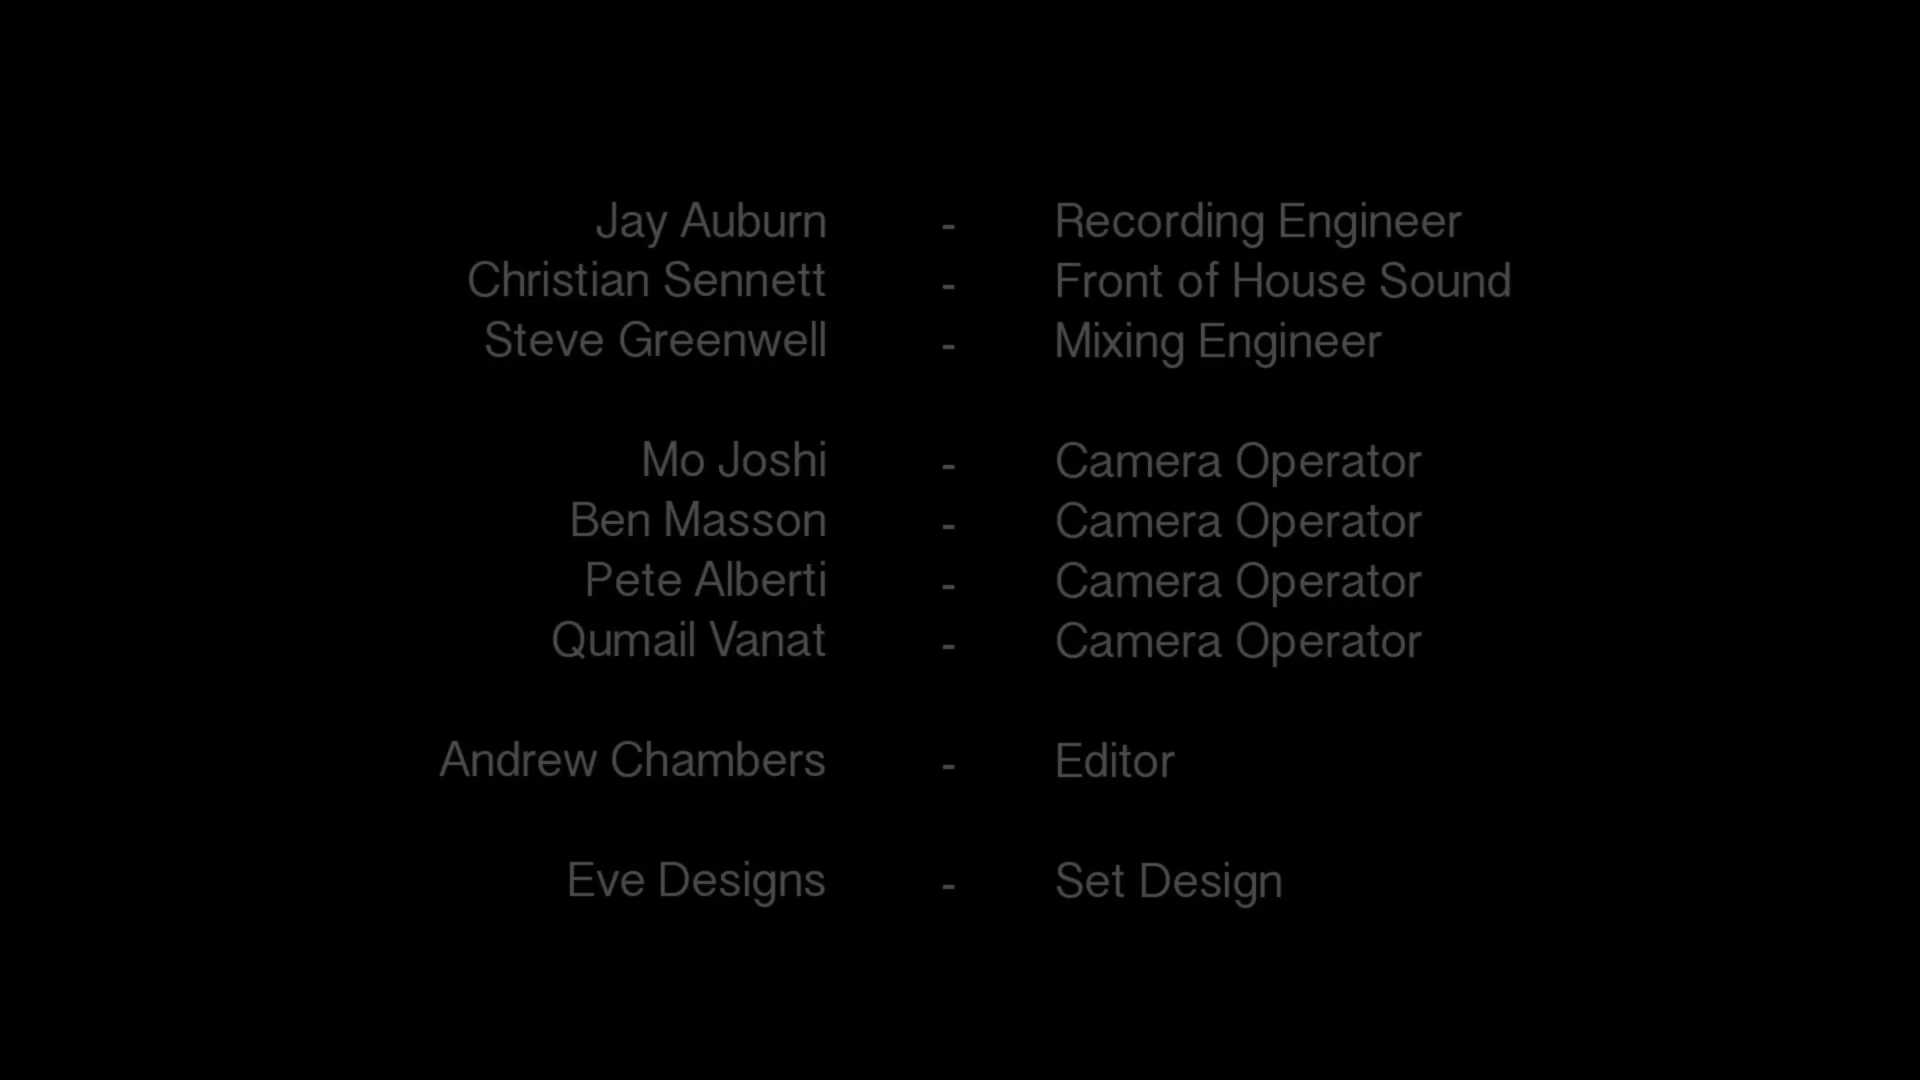 Jay Auburn - Recording Engineer
Christian Sennett - Front of House Sound
Steve Greenwell - Mixing Engineer
Mo Joshi - Camera Operator
Ben Masson - Camera Operator
Pete Alberti - Camera Operator
Qumail Vanat - Camera Operator
Andrew Chambers - Editor
Eve Designs - Set Design